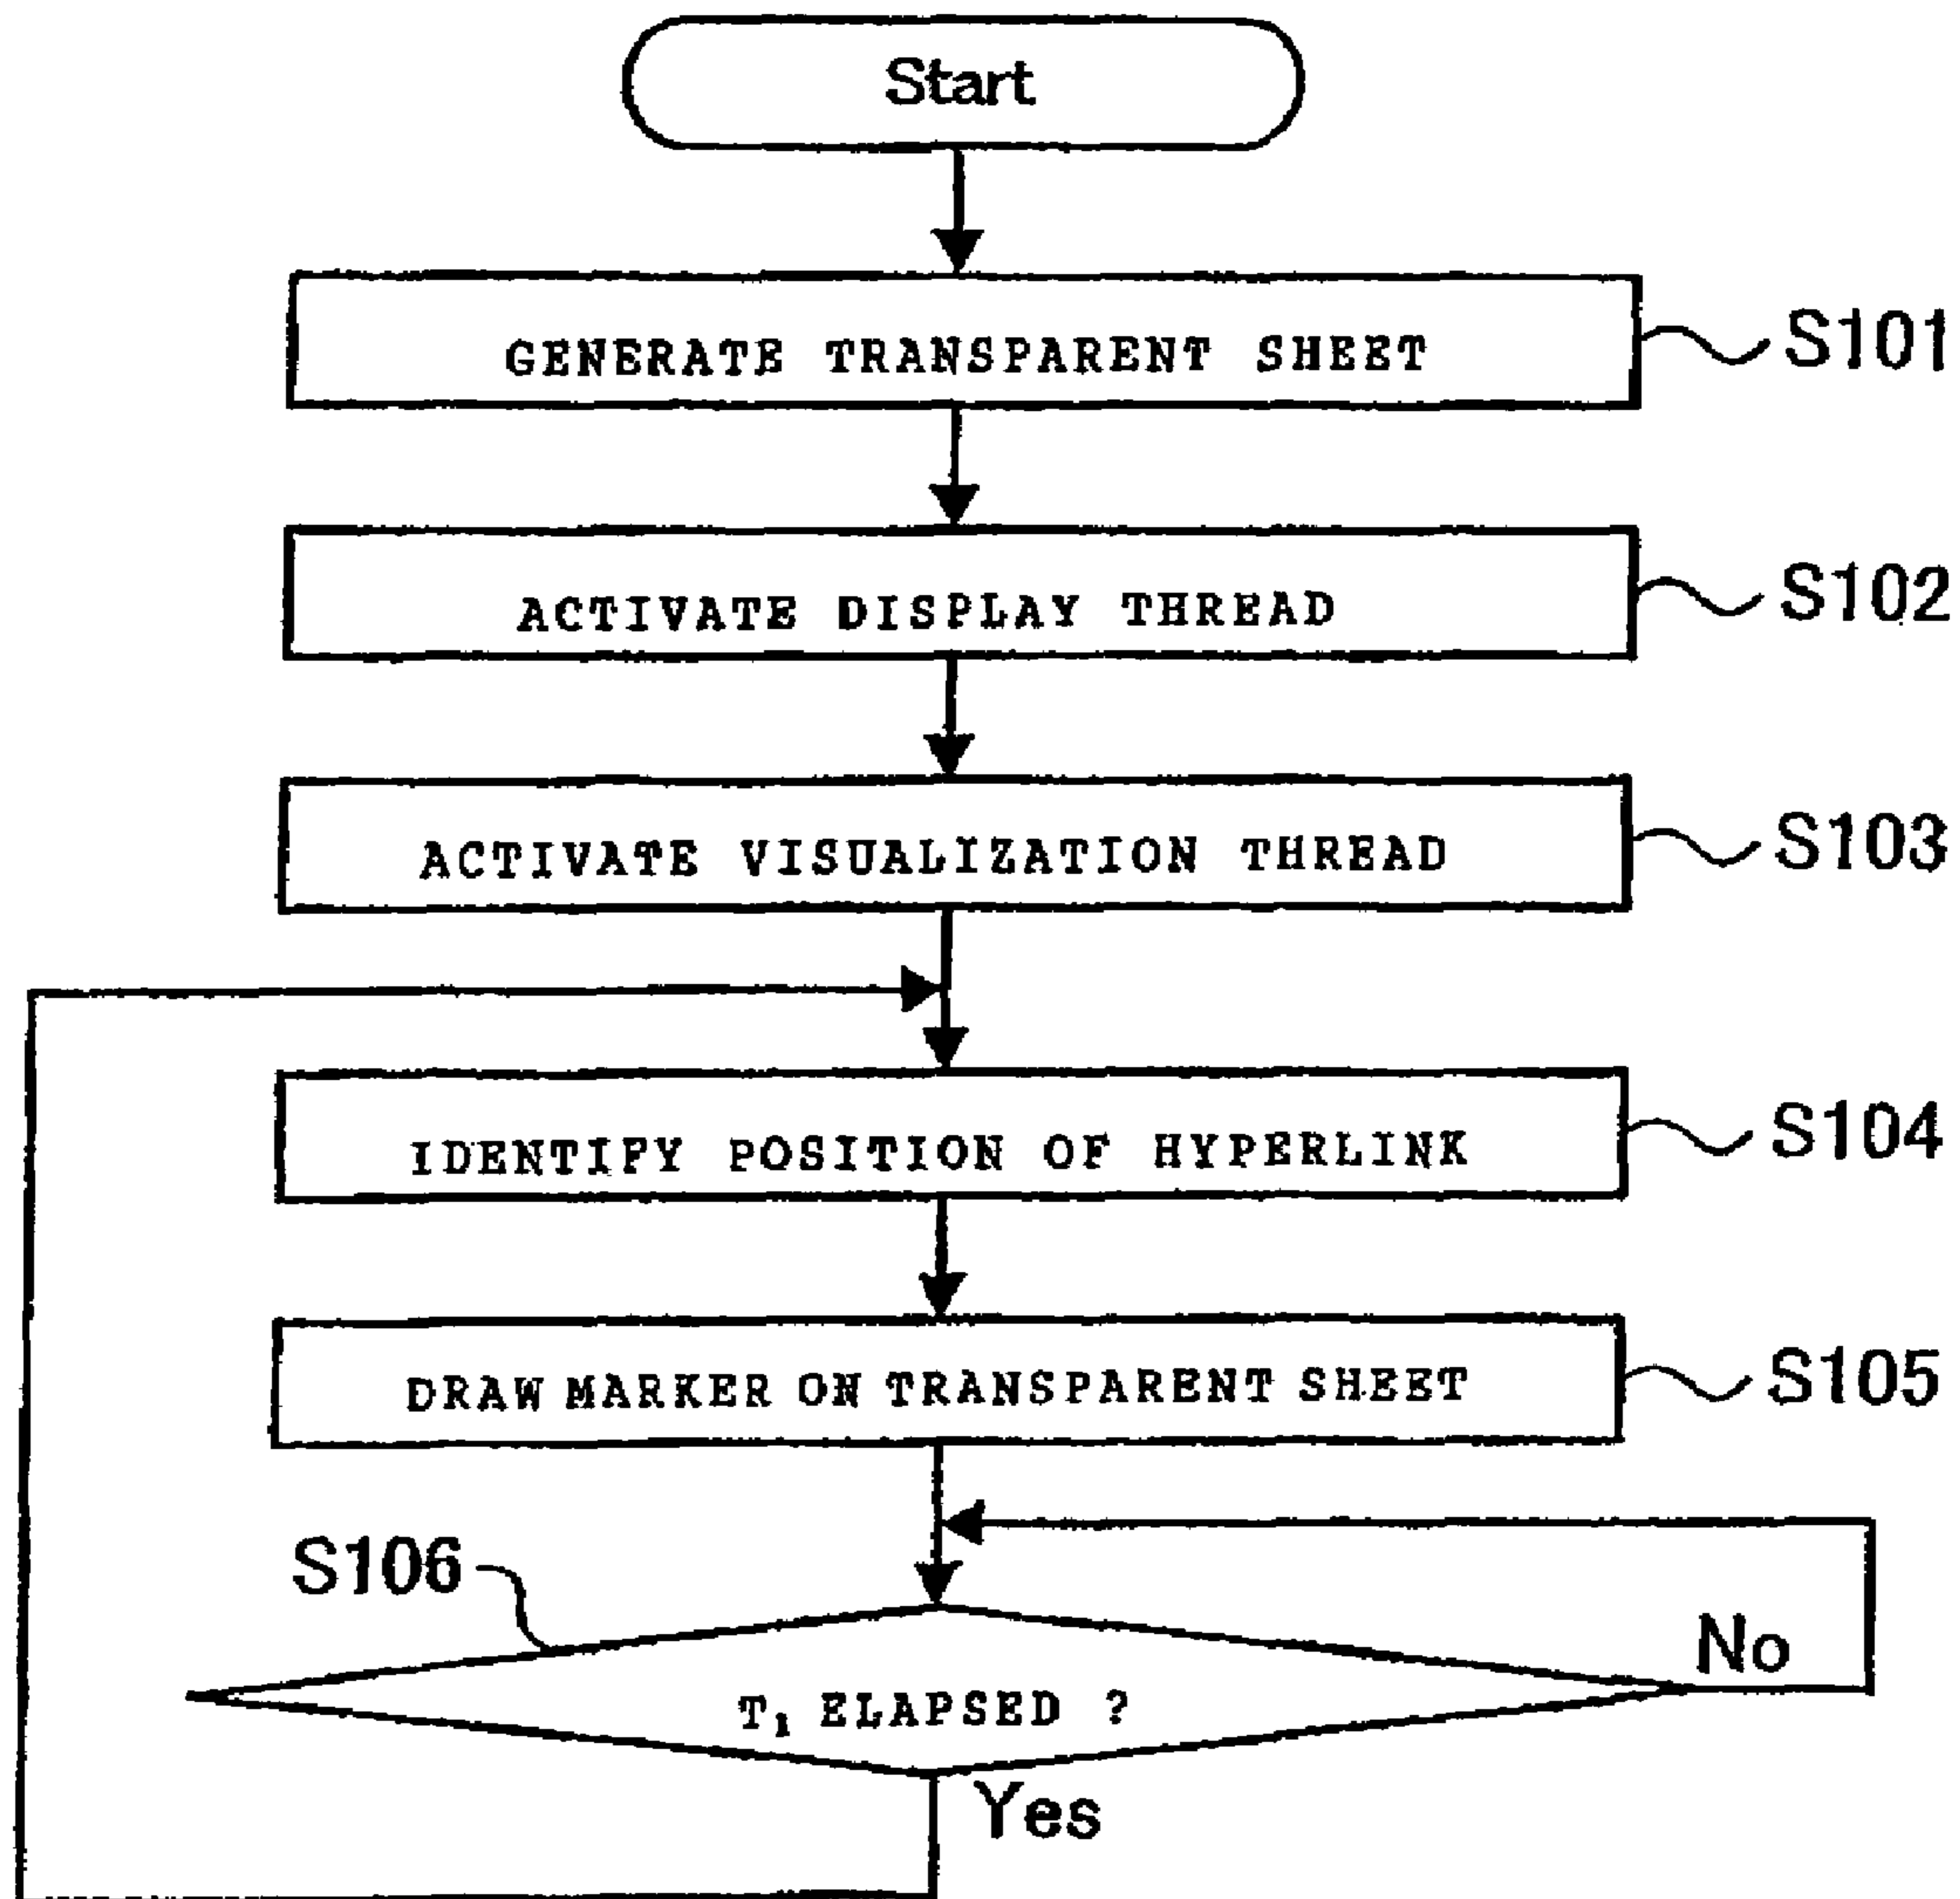 Start
GENERATE TRANSPARENT SHEET
S101
ACTIVATE DISPLAY THREAD
S102
ACTIVATE VISUALIZATION THREAD
S103
IDENTIFY POSITION OF HYPERLINK
S104
DRAW MARKER ON TRANSPARENT SHEET
S105
S106
No
T₁ ELAPSED ?
Yes